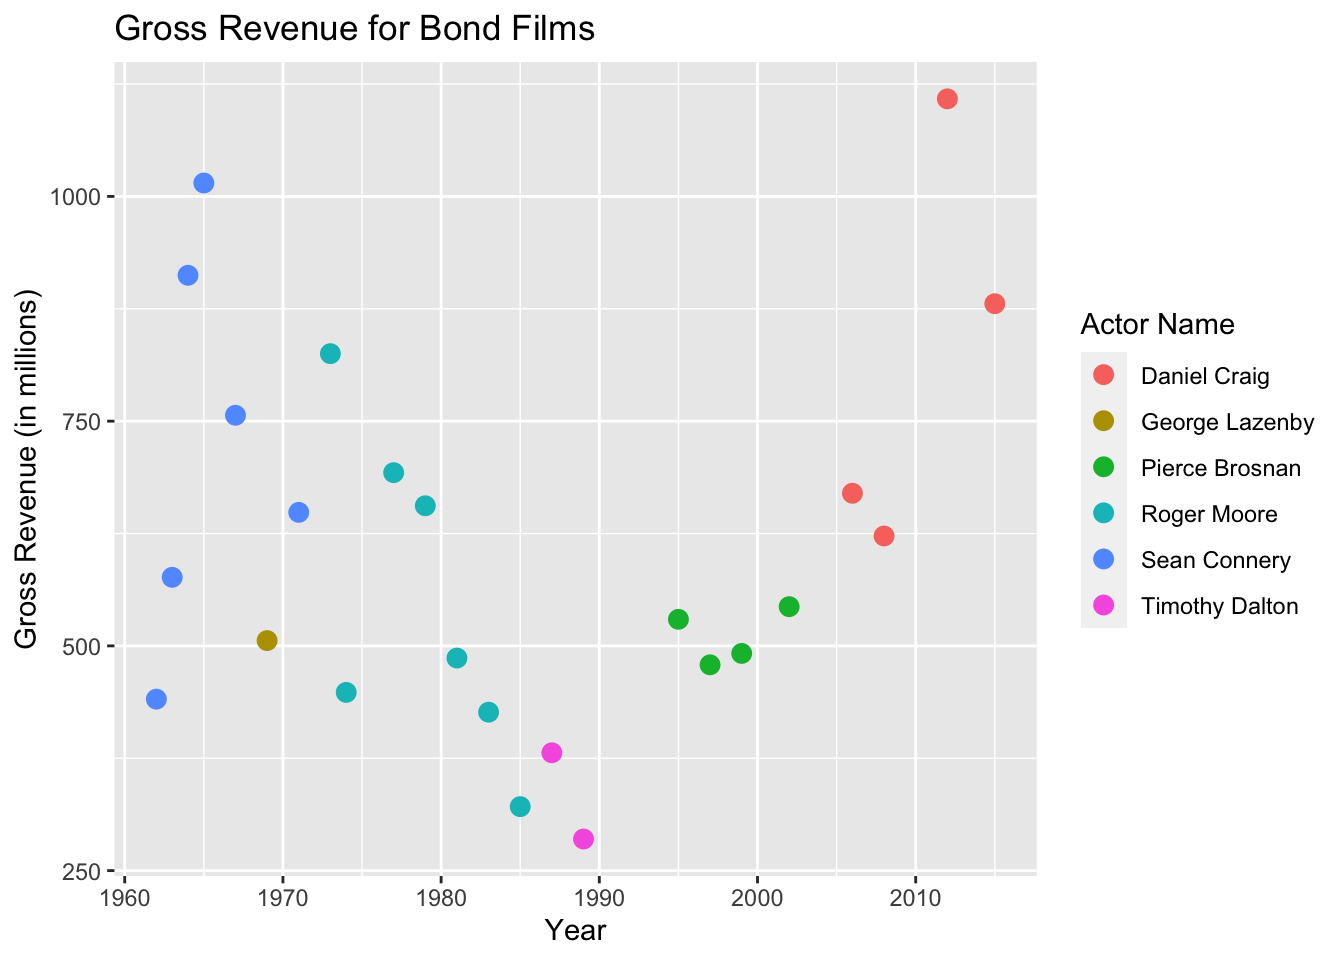 Gross Revenue for Bond Films
Gross Revenue (in millions)
1000
750
500
250
1960 1970 1980 1990 2000 2010
Year
Actor Name
Daniel Craig
George Lazenby
Pierce Brosnan
Roger Moore
Sean Connery
Timothy Dalton